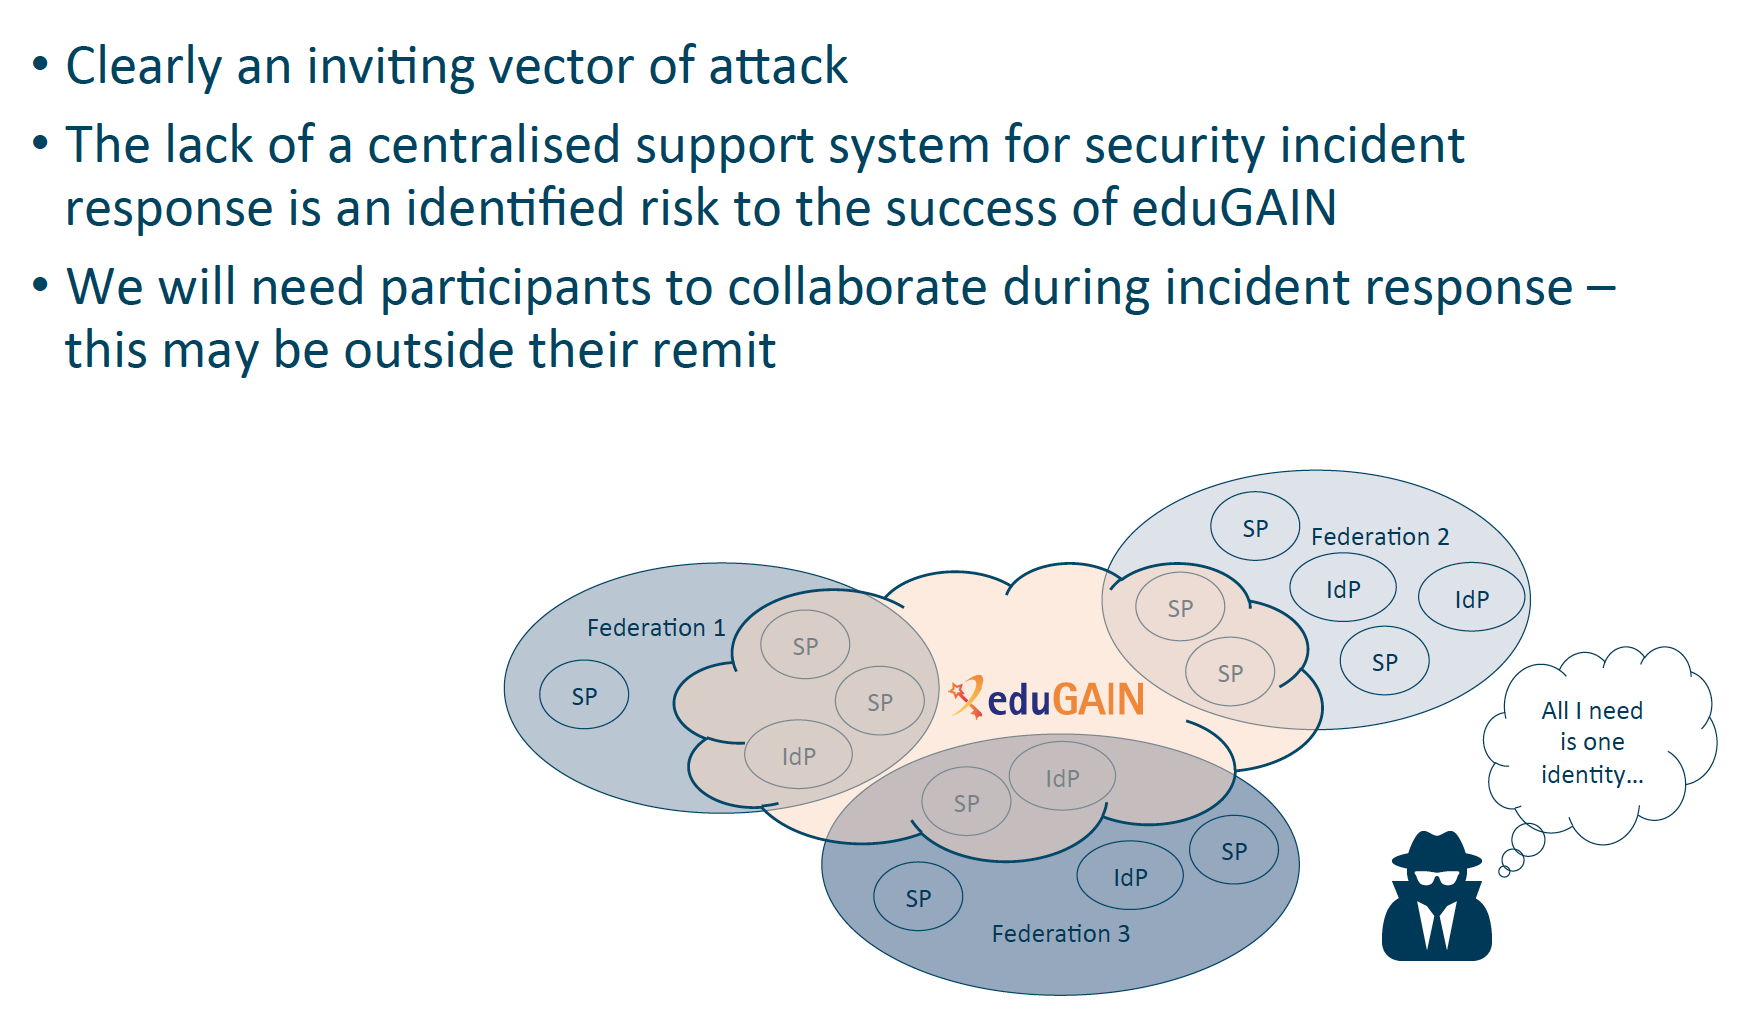 • Clearly an inviting vector of attack
• The lack of a centralised support system for security incident
response is an identified risk to the success of eduGAIN
• We will need participants to collaborate during incident response –
this may be outside their remit
SP
Federation 2
IdP
IdP
SP
SP
SP
Federation 1
SP
SP
SP
IdP
eduGAIN
IdP
SP
SP
IdP
SP
Federation 3
All I need
is one
identity...